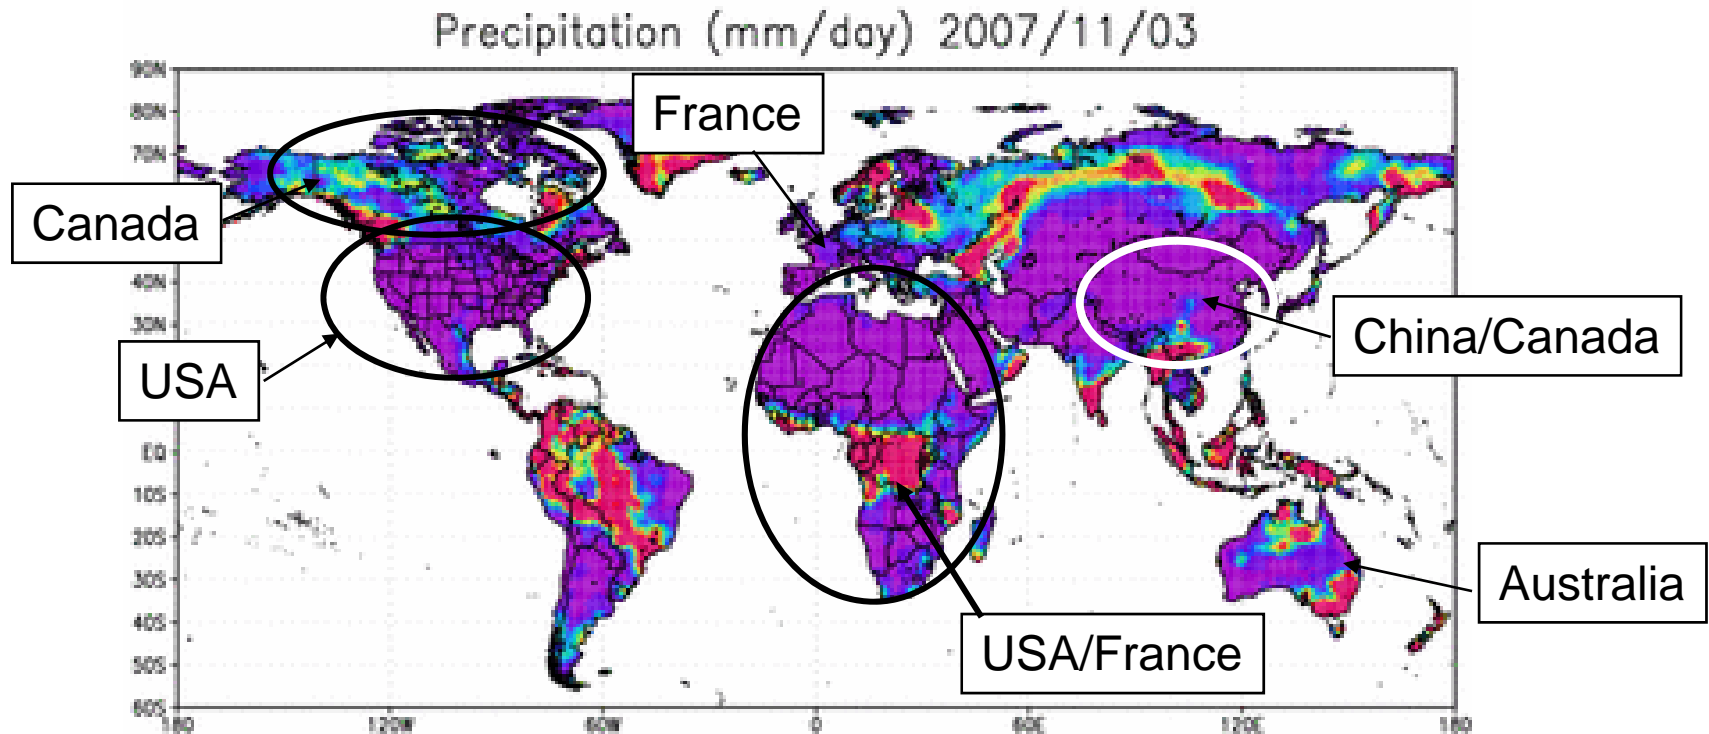 Precipitation (mm/day) 2007/11/03
90N
80N
70N
France
Canada
40N
30N
China/Canada
USA
EQ
10S
20S
30S
Australia
40S
USA/France
50S
60S
180
120W
60W
0
60E
120E
180